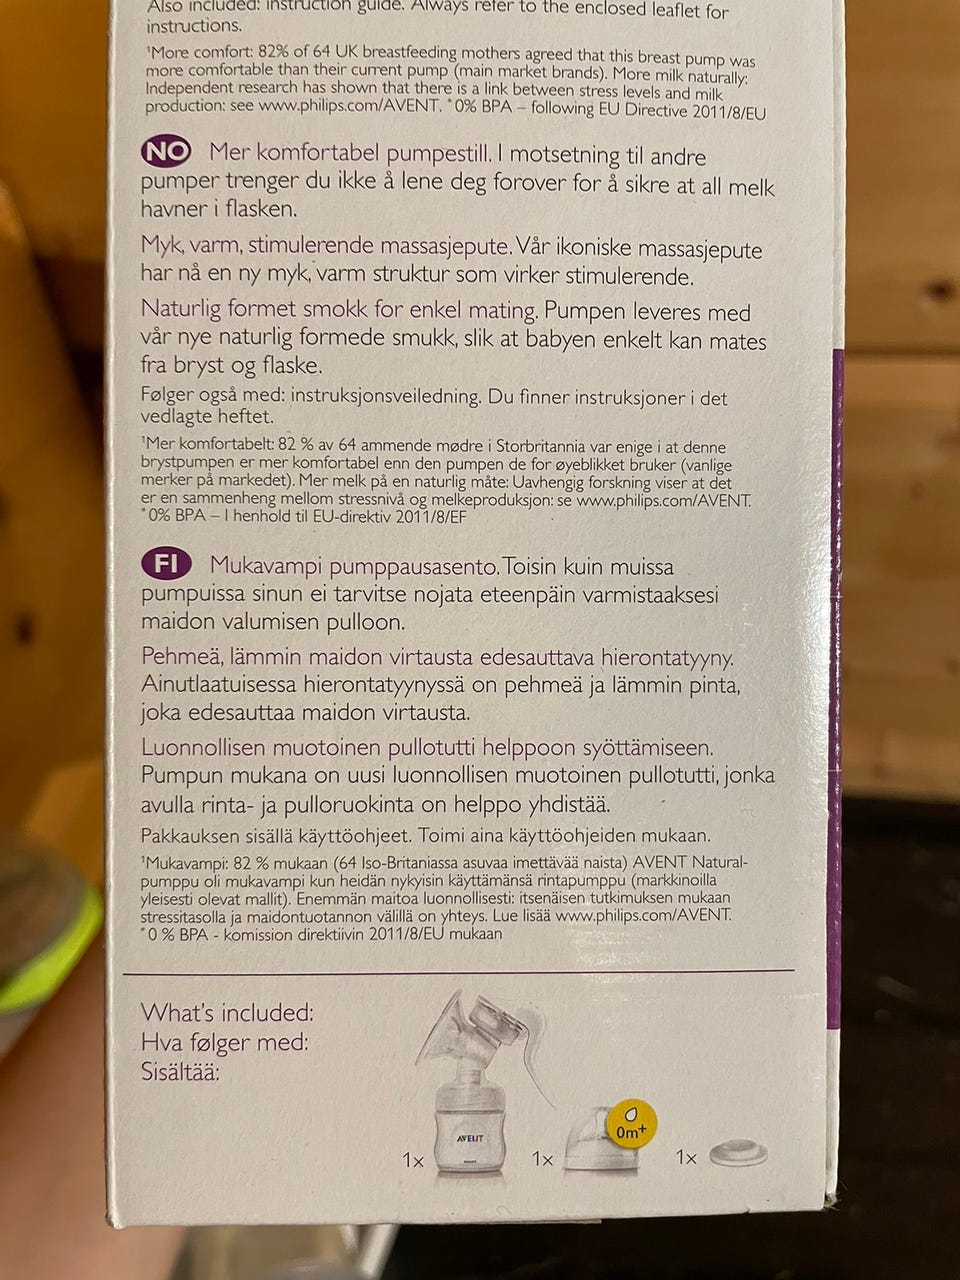 Also included: instruction guide. Always refer to the enclosed leaflet for
instructions.
¹More comfort: 82% of 64 UK breastfeeding mothers agreed that this breast pump was
more comfortable than their current pump (main market brands). More milk naturally:
Independent research has shown that there is a link between stress levels and milk
production: see www.philips.com/AVENT. *0% BPA – following EU Directive 2011/8/EU
NO Mer komfortabel pumpestill. I motsetning til andre
pumper trenger du ikke å lene deg forover for å sikre at all melk
havner i flasken.
Myk, varm, stimulerende massasjepute. Vår ikoniske massasjepute
har nå en ny myk, varm struktur som virker stimulerende.
Naturlig formet smokk for enkel mating. Pumpen leveres med
vår nye naturlig formede smukk, slik at babyen enkelt kan mates
fra bryst og flaske.
Følger også med: instruksjonsveiledning. Du finner instruksjoner i det
vedlagte heftet.
¹Mer komfortabelt: 82 % av 64 ammende mødre i Storbritannia var enige i at denne
brystpumpen er mer komfortabel enn den pumpen de for øyeblikket bruker (vanlige
merker på markedet). Mer melk på en naturlig måte: Uavhengig forskning viser at det
er en sammenheng mellom stressnivå og melkeproduksjon: se www.philips.com/AVENT.
*0% BPA – I henhold til EU-direktiv 2011/8/EF
FI Mukavampi pumppausasento. Toisin kuin muissa
pumpuissa sinun ei tarvitse nojata eteenpäin varmistaaksesi
maidon valumisen pulloon.
Pehmeä, lämmin maidon virtausta edesauttava hierontatyyny.
Ainutlaatuisessa hierontatyynyssä on pehmeä ja lämmin pinta,
joka edesauttaa maidon virtausta.
Luonnollisen muotoinen pullotutti helppoon syöttämiseen.
Pumpun mukana on uusi luonnollisen muotoinen pullotutti, jonka
avulla rinta- ja pulloruokinta on helppo yhdistää.
Pakkauksen sisällä käyttöohjeet. Toimi aina käyttöohjeiden mukaan.
¹Mukavampi: 82 % mukaan (64 Iso-Britaniassa asuvaa imettävää naista) AVENT Natural-
pumppu oli mukavampi kun heidän nykyisin käyttämänsä rintapumppu (markkinoilla
yleisesti olevat mallit). Enemmän maitoa luonnollisesti: itsenäisen tutkimuksen mukaan
stressitasolla ja maidontuotannon välillä on yhteys. Lue lisää www.philips.com/AVENT.
*0 % BPA - komission direktiivin 2011/8/EU mukaan
What's included:
Hva følger med:
Sisältää:
AVENT
PHILIPS
0m+
1x
1x
1x